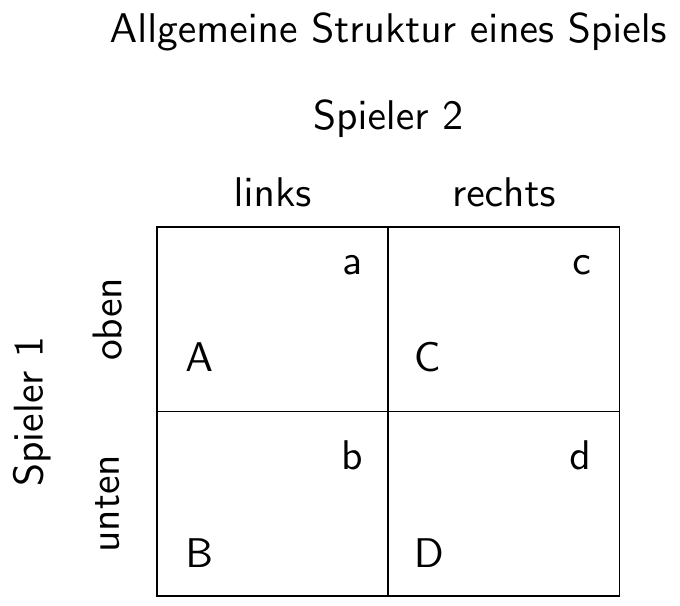 Allgemeine Struktur eines Spiels
Spieler 2
links rechts
Spieler 1
oben
a c
A C
unten
b d
B D